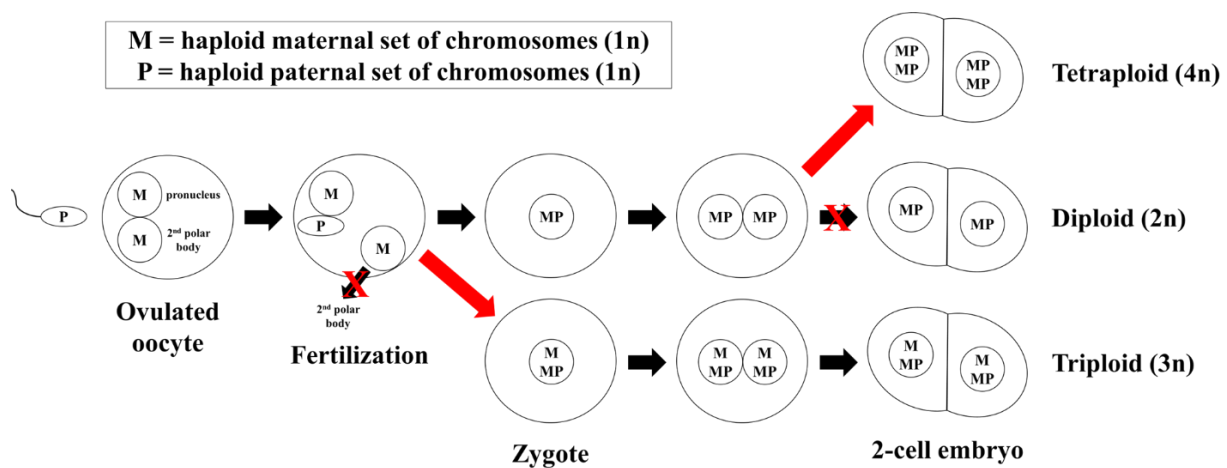 M = haploid maternal set of chromosomes (1n)
P = haploid paternal set of chromosomes (1n)
MP
MP
MP
MP
Tetraploid (4n)
P
M
pronucleus
M
2nd polar
body
Ovulated
oocyte
M
P
M
X
2nd polar
body
Fertilization
MP
MP
MP
X
MP
MP
Diploid (2n)
M
MP
M
MP
M
MP
M
MP
M
MP
Triploid (3n)
Zygote
2-cell embryo